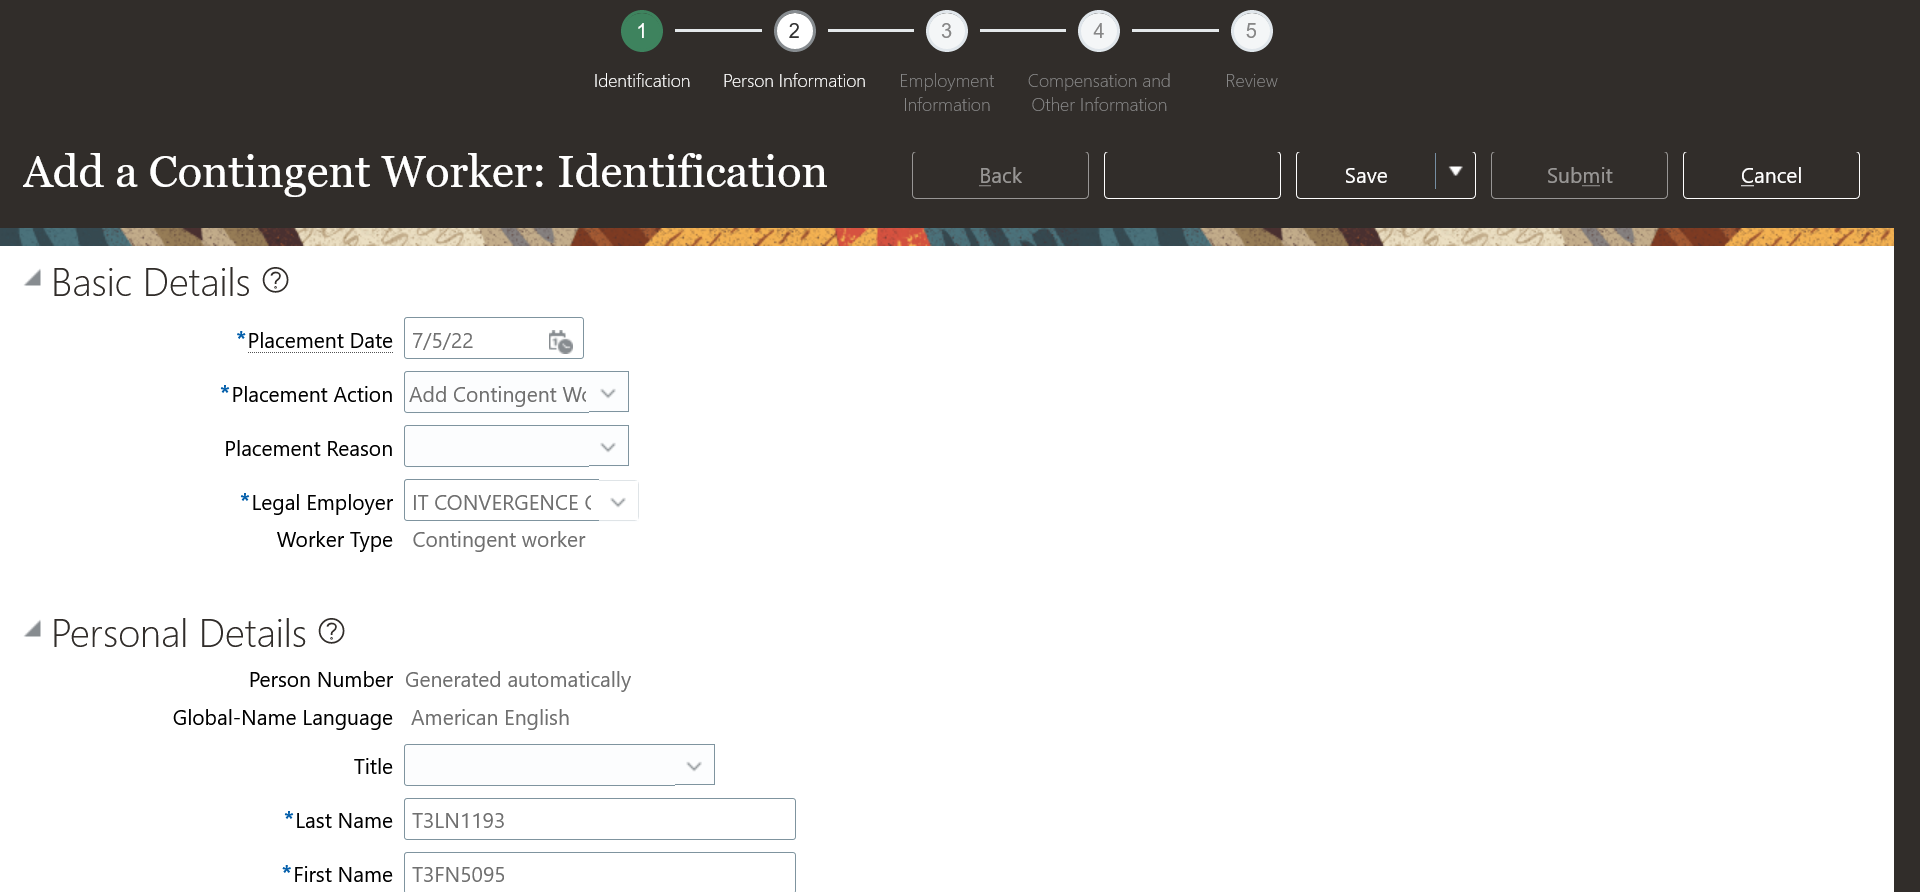 1
2
3
4
5
Identification
Person Information
Employment
Information
Compensation and
Other Information
Review
Add a Contingent Worker: Identification
Back
Save
Submit
Cancel
Basic Details
*Placement Date 7/5/22
*Placement Action Add Contingent Wo
Placement Reason
*Legal Employer IT CONVERGENCE C
Worker Type Contingent worker
Personal Details
Person Number Generated automatically
Global-Name Language American English
Title
*Last Name T3LN1193
*First Name T3FN5095